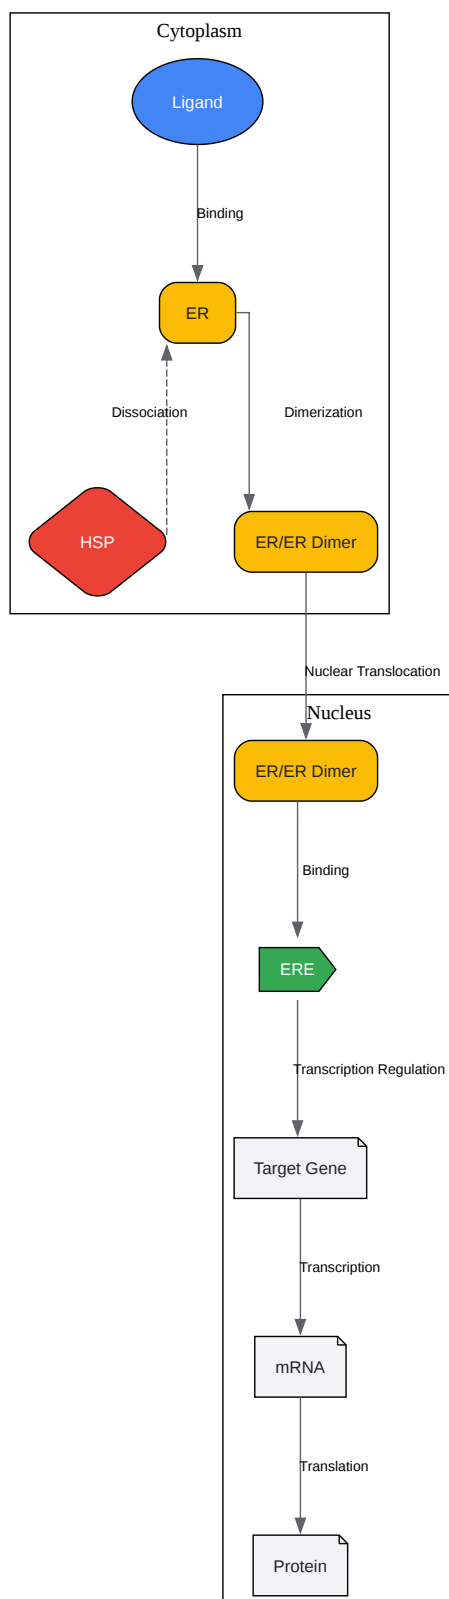 Cytoplasm
Ligand
Binding
ER
Dissociation
Dimerization
HSP
ER/ER Dimer
Nuclear Translocation
Nucleus
ER/ER Dimer
Binding
ERE
Transcription Regulation
Target Gene
Transcription
mRNA
Translation
Protein